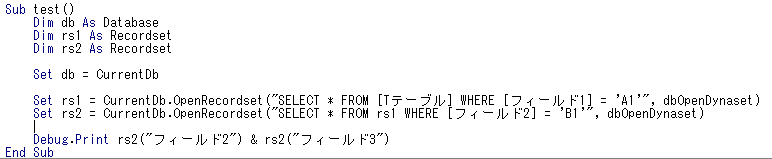 Sub test()
    Dim db As Database
    Dim rs1 As Recordset
    Dim rs2 As Recordset
    Set db = CurrentDb
    Set rs1 = CurrentDb.OpenRecordset("SELECT * FROM [Tテーブル] WHERE [フィールド1] = 'A1'", dbOpenDynaset)
    Set rs2 = CurrentDb.OpenRecordset("SELECT * FROM rs1 WHERE [フィールド2] = 'B1'", dbOpenDynaset)
    Debug.Print rs2("フィールド2") & rs2("フィールド3")
End Sub